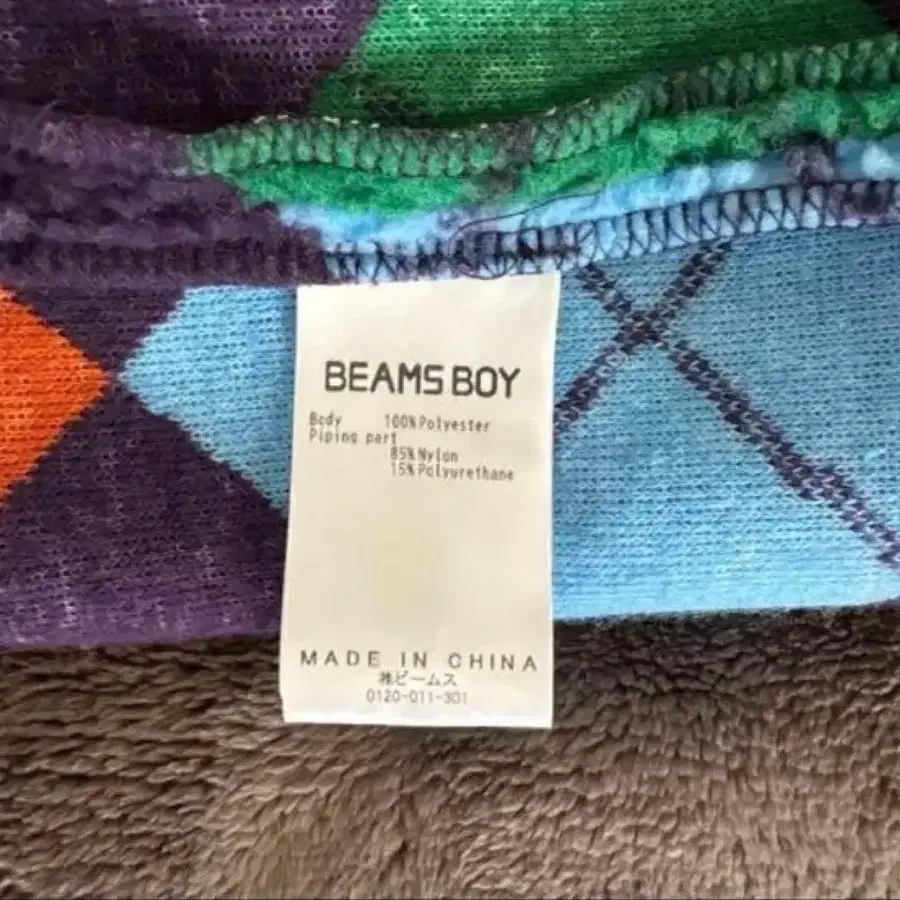 BEAMS BOY
Body 100%Polyester
Piping part
85%Nylon
15%Polyurethane
MADE IN CHINA
㈱ビームス
0120-011-301